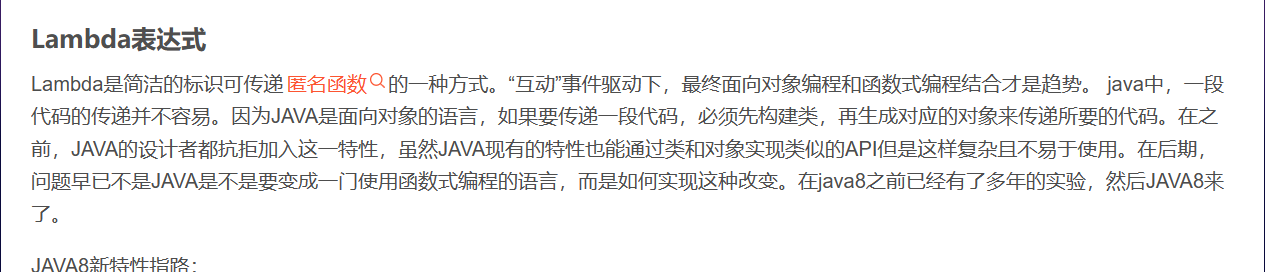 Lambda表达式
Lambda是简洁的标识可传递匿名函数的一种方式。“互动”事件驱动下，最终面向对象编程和函数式编程结合才是趋势。 java中，一段
代码的传递并不容易。因为JAVA是面向对象的语言，如果要传递一段代码，必须先构建类，再生成对应的对象来传递所要的代码。在之
前，JAVA的设计者都抗拒加入这一特性，虽然JAVA现有的特性也能通过类和对象实现类似的API但是这样复杂且不易于使用。在后期，
问题早已不是JAVA是不是要变成一门使用函数式编程的语言，而是如何实现这种改变。在java8之前已经有了多年的实验，然后JAVA8来
了。
JAVA8新特性指路：